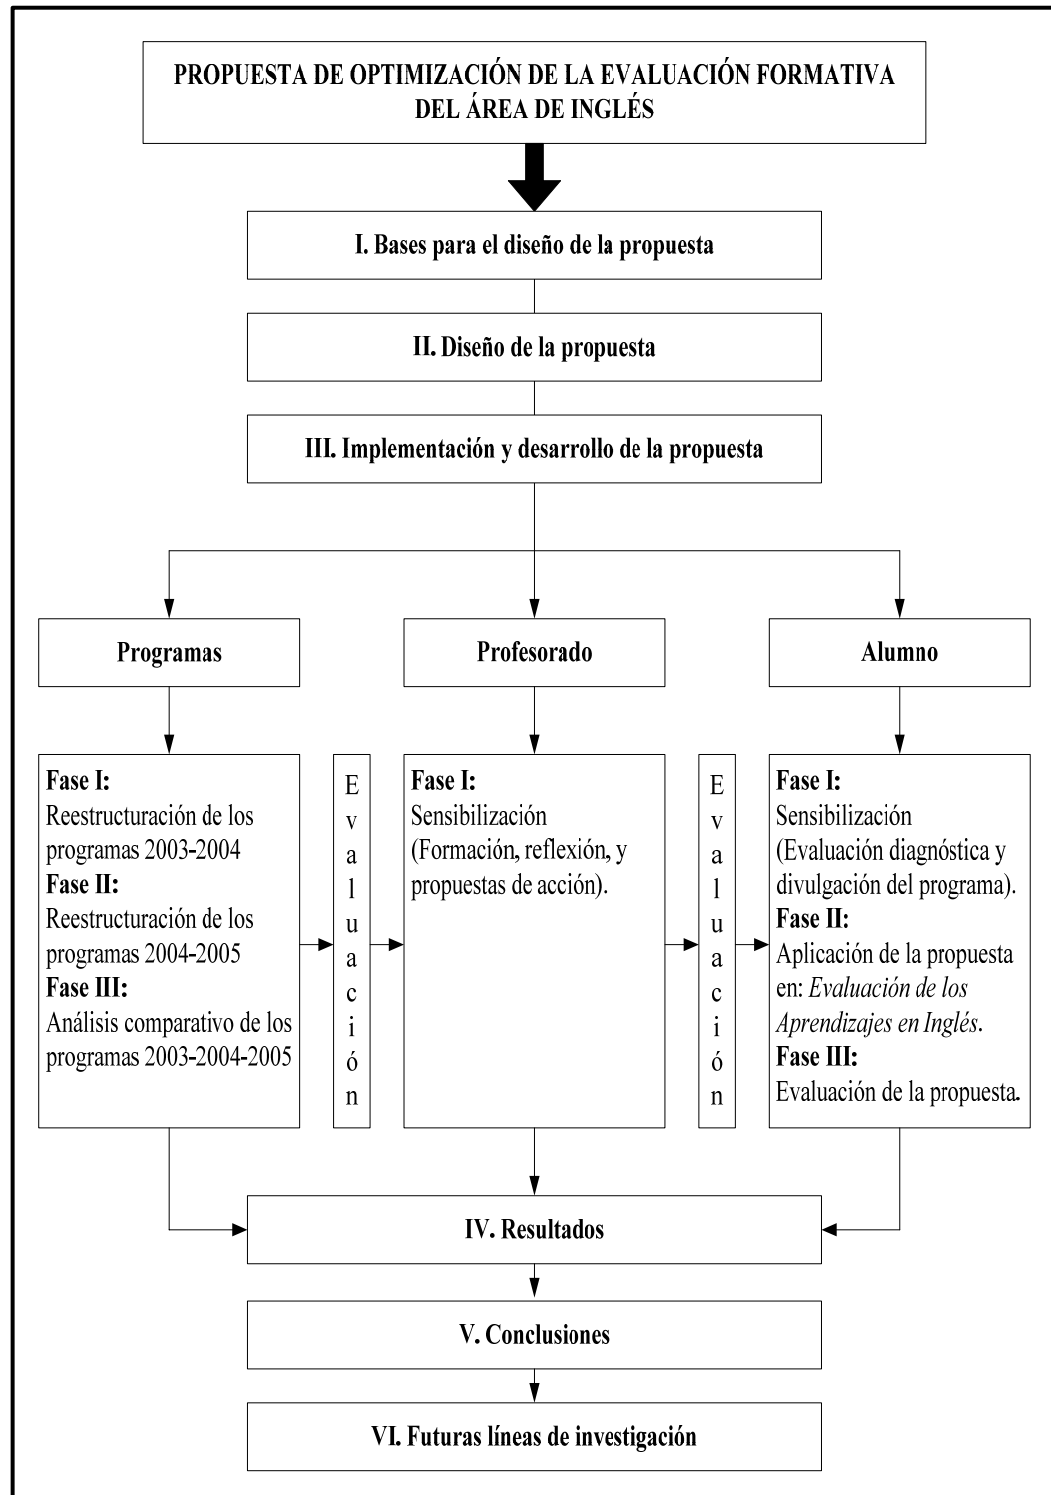 PROPUESTA DE OPTIMIZACIÓN DE LA EVALUACIÓN FORMATIVA
DEL ÁREA DE INGLÉS
I. Bases para el diseño de la propuesta
II. Diseño de la propuesta
III. Implementación y desarrollo de la propuesta
Programas
Profesorado
Alumno
Fase I:
Reestructuración de los
programas 2003-2004
Fase II:
Reestructuración de los
programas 2004-2005
Fase III:
Análisis comparativo de los
programas 2003-2004-2005
Evaluación
Fase I:
Sensibilización
(Formación, reflexión, y
propuestas de acción).
Evaluación
Fase I:
Sensibilización
(Evaluación diagnóstica y
divulgación del programa).
Fase II:
Aplicación de la propuesta
en: Evaluación de los
Aprendizajes en Inglés.
Fase III:
Evaluación de la propuesta.
IV. Resultados
V. Conclusiones
VI. Futuras líneas de investigación